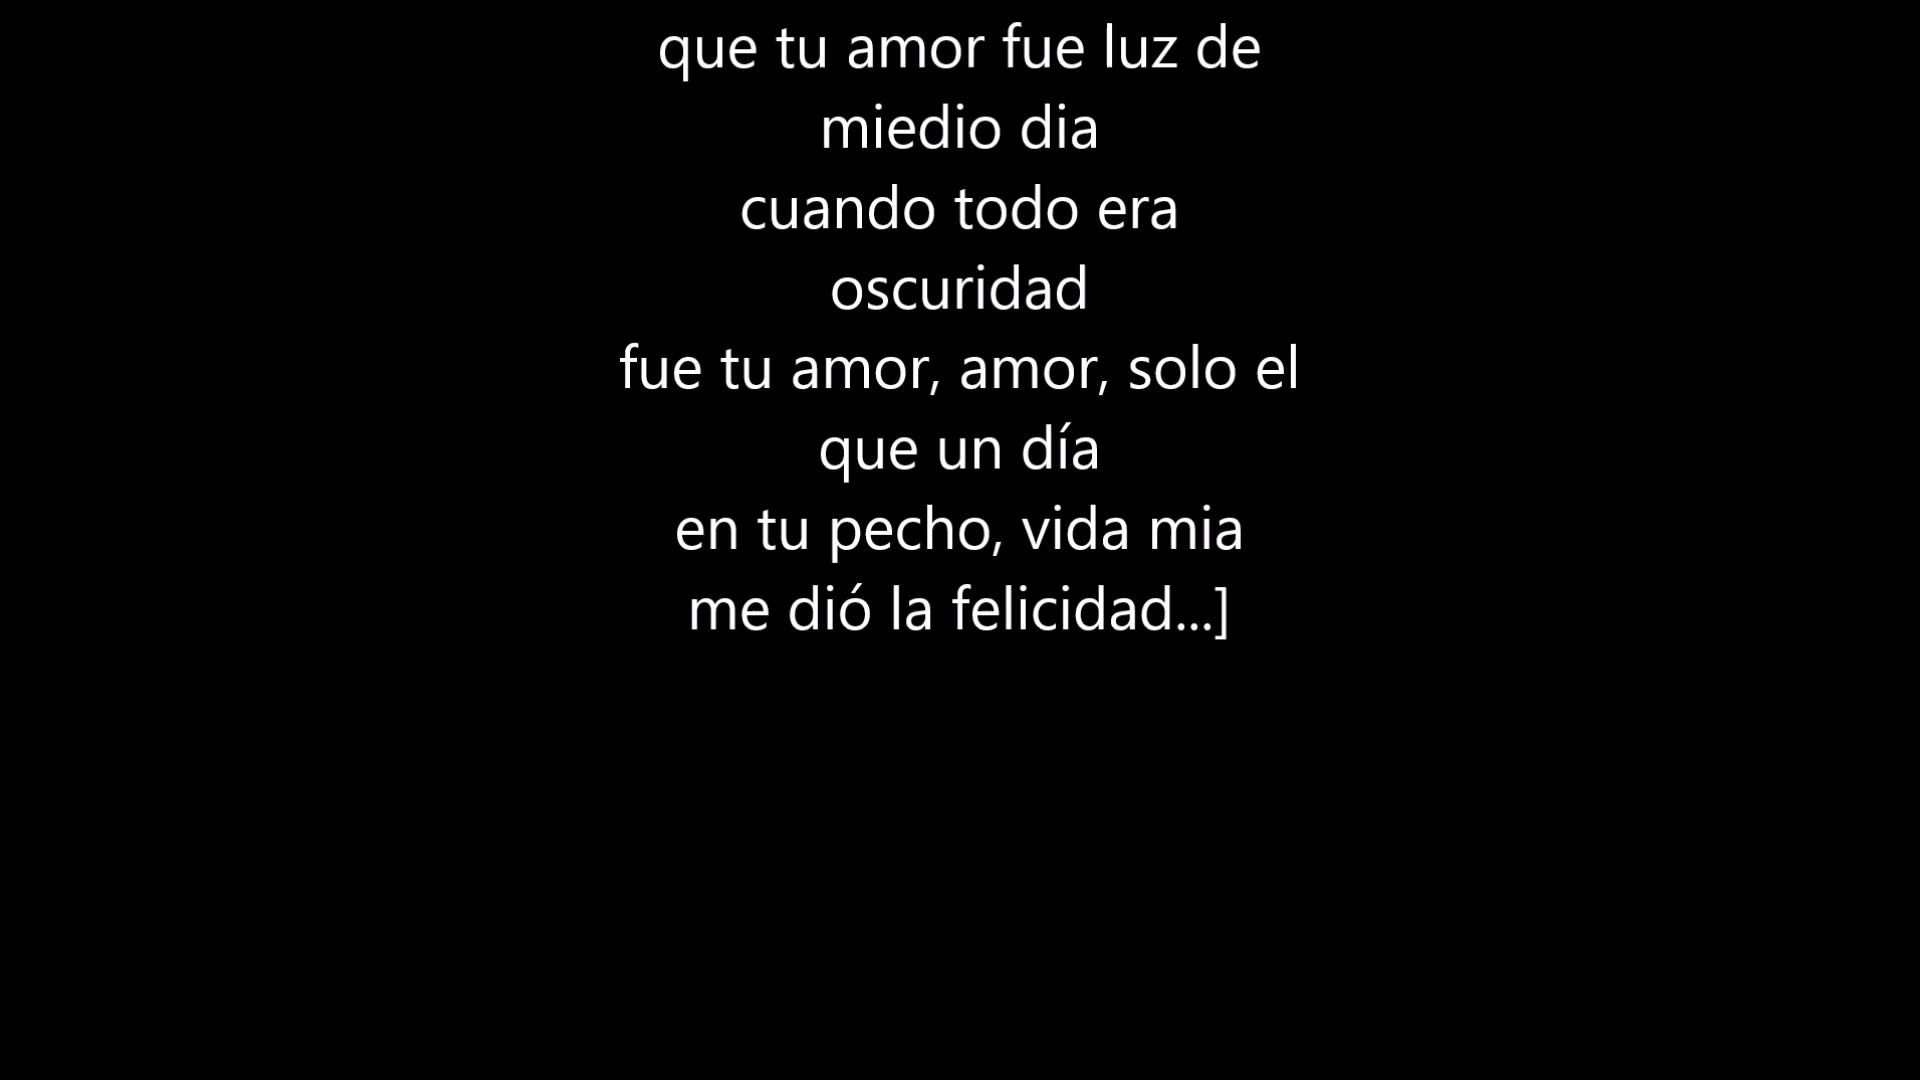 que tu amor fue luz de
miedio dia
cuando todo era
oscuridad
fue tu amor, amor, solo el
que un día
en tu pecho, vida mia
me dió la felicidad...]